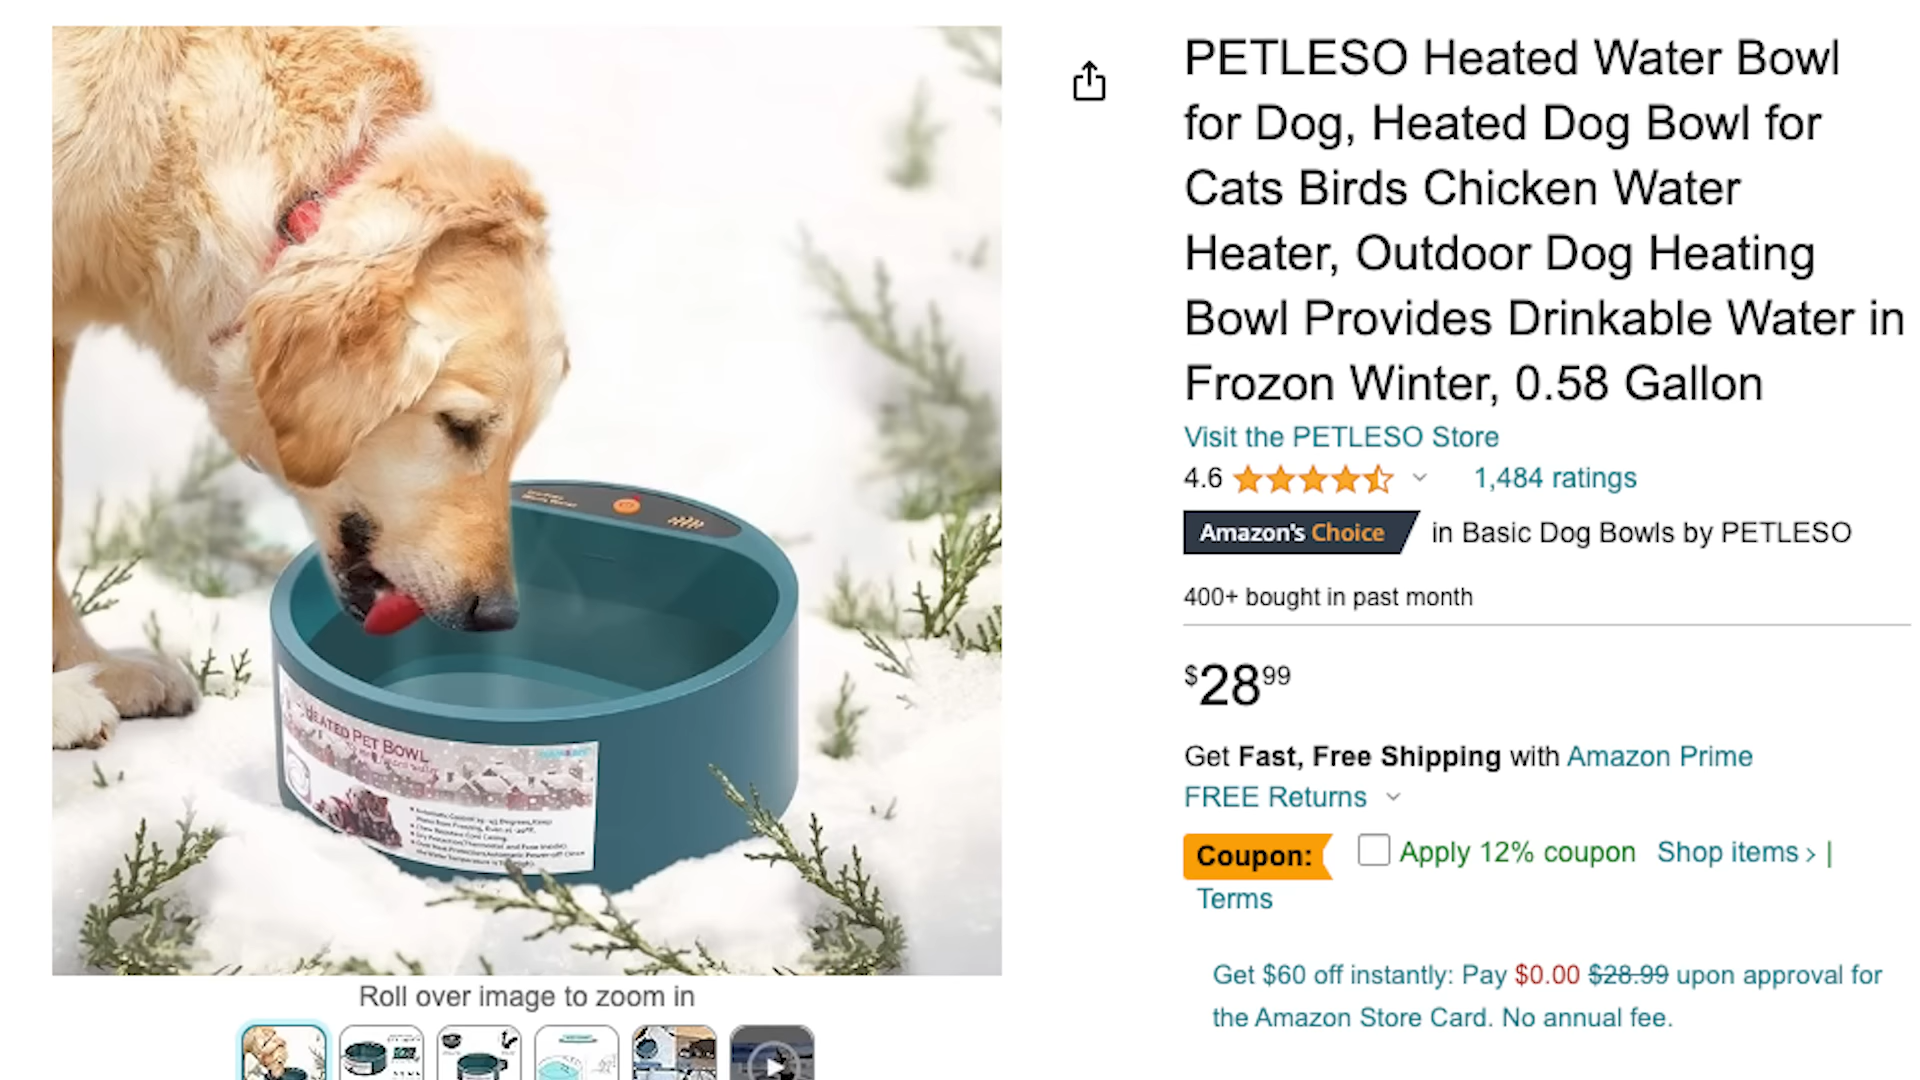 PETLESO Heated Water Bowl
for Dog, Heated Dog Bowl for
Cats Birds Chicken Water
Heater, Outdoor Dog Heating
Bowl Provides Drinkable Water in
Frozon Winter, 0.58 Gallon
Visit the PETLESO Store
4.6 1,484 ratings
Amazon's Choice in Basic Dog Bowls by PETLESO
400+ bought in past month
$28 99
Get Fast, Free Shipping with Amazon Prime
FREE Returns
Coupon: Apply 12% coupon Shop items › |
Terms
Get $60 off instantly: Pay $0.00 $28.99 upon approval for
the Amazon Store Card. No annual fee.
HEATED PET BOWL
Roll over image to zoom in